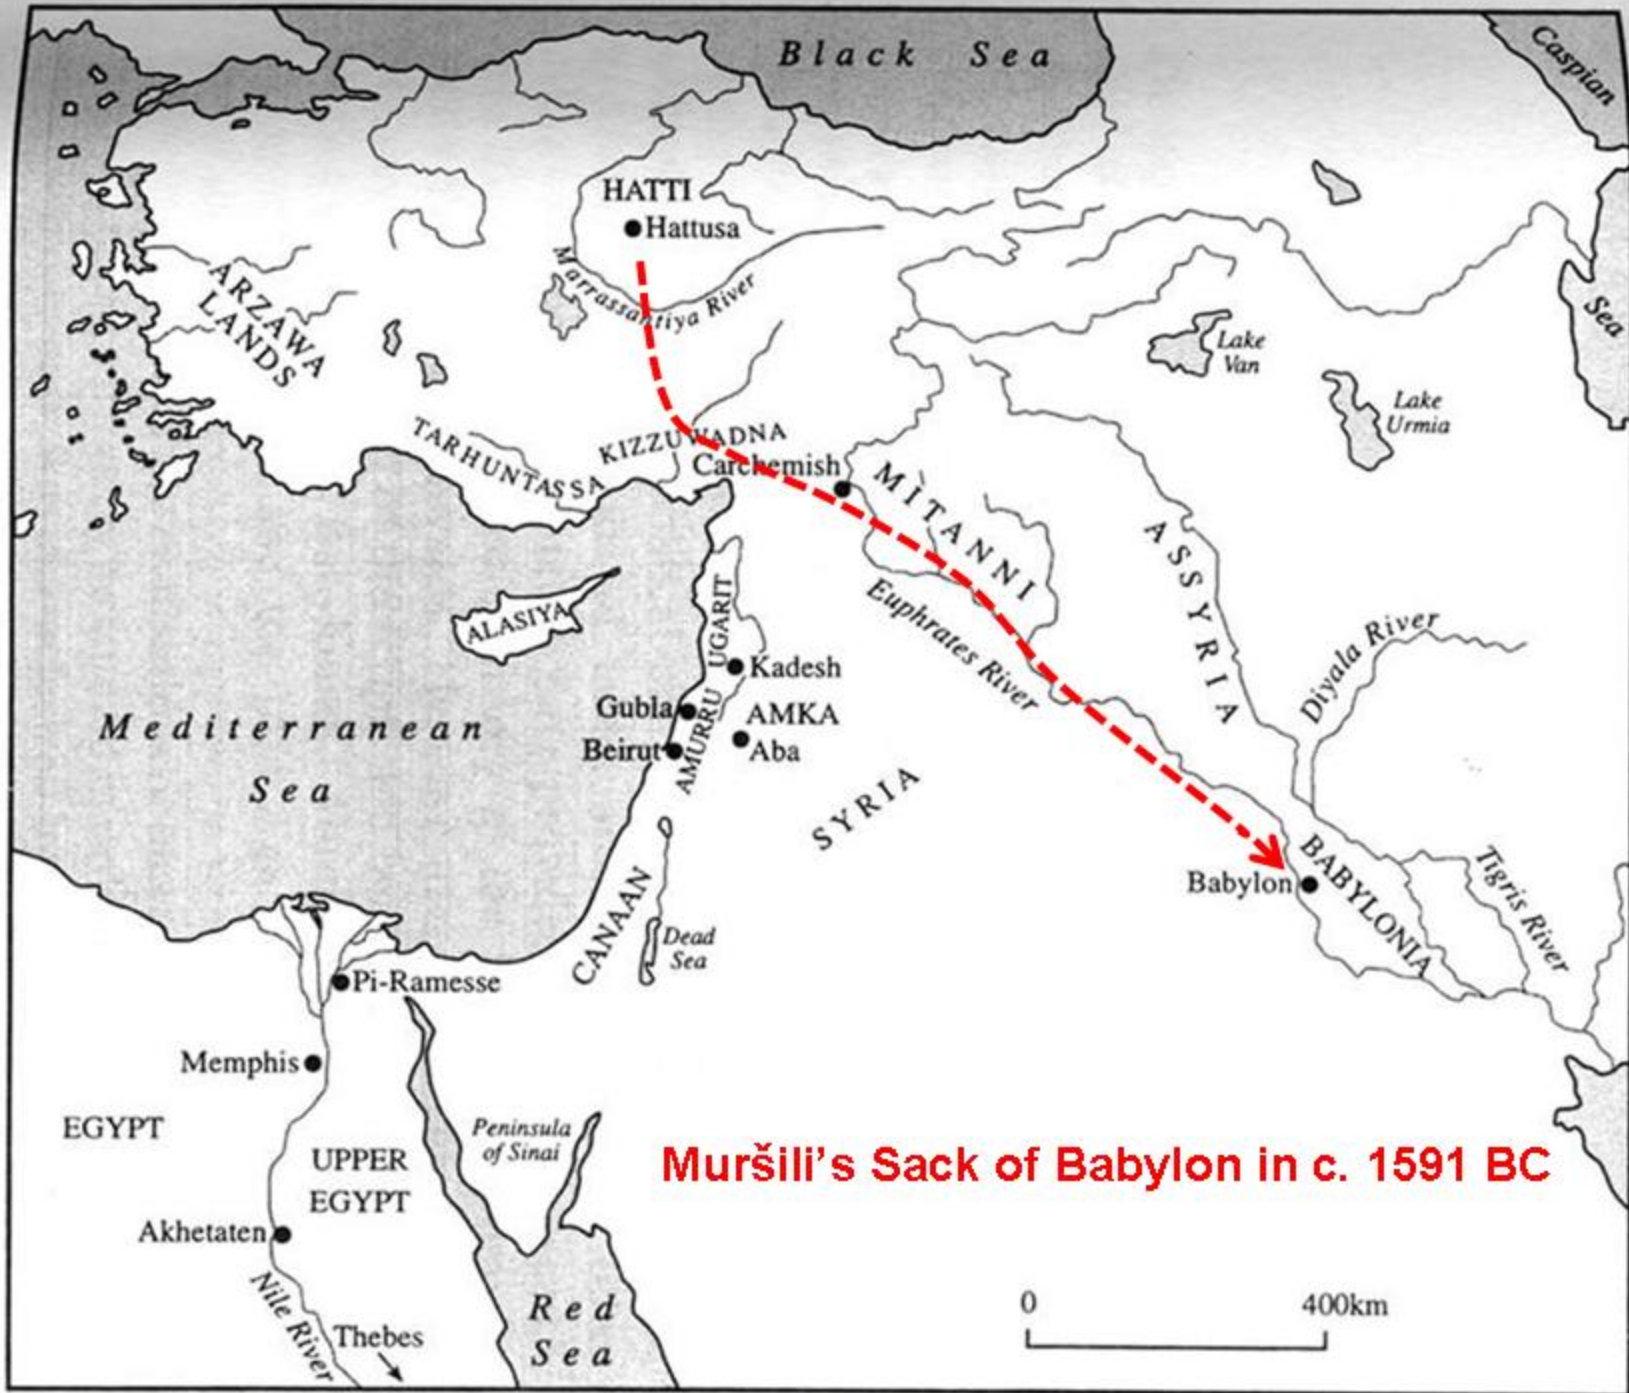 Black Sea
Caspian
Sea
HATTI
Hattusa
Marrassantiya River
ARZAWA
LANDS
Lake
Van
Lake
Urmia
TARHUNTASSA
KIZZUWADNA
Carchemish
MITANNI
ASSYRIA
ALASIYA
UGARIT
Euphrates River
Diyala River
Kadesh
Gubla
AMURRU
AMKA
Beirut
Aba
Mediterranean
Sea
SYRIA
Babylon
BABYLONIA
Tigris River
CANAAN
Dead
Sea
Pi-Ramesse
Memphis
EGYPT
UPPER
EGYPT
Peninsula
of Sinai
Muršili’s Sack of Babylon in c. 1591 BC
Akhetaten
Nile River
Thebes
Red
Sea
0 400km